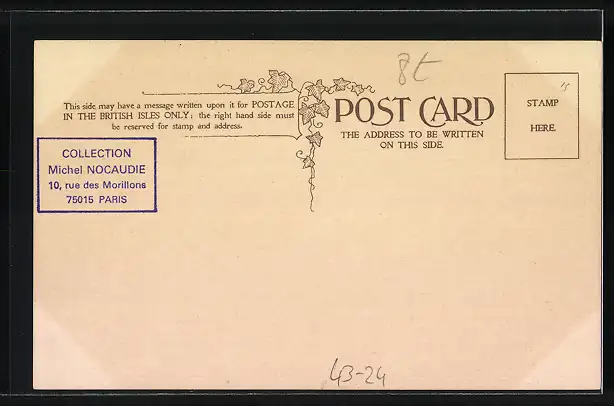 8t
This side may have a message written upon it for POSTAGE
IN THE BRITISH ISLES ONLY; the right hand side must
be reserved for stamp and address.
POST CARD
THE ADDRESS TO BE WRITTEN
ON THIS SIDE.
STAMP
HERE.
COLLECTION
Michel NOCAUDIE
10, rue des Morillons
75015 PARIS
43-24